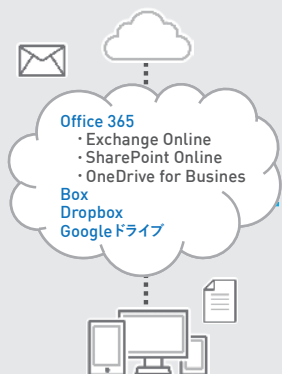 Office 365
・Exchange Online
・SharePoint Online
・OneDrive for Busines
Box
Dropbox
Googleドライブ